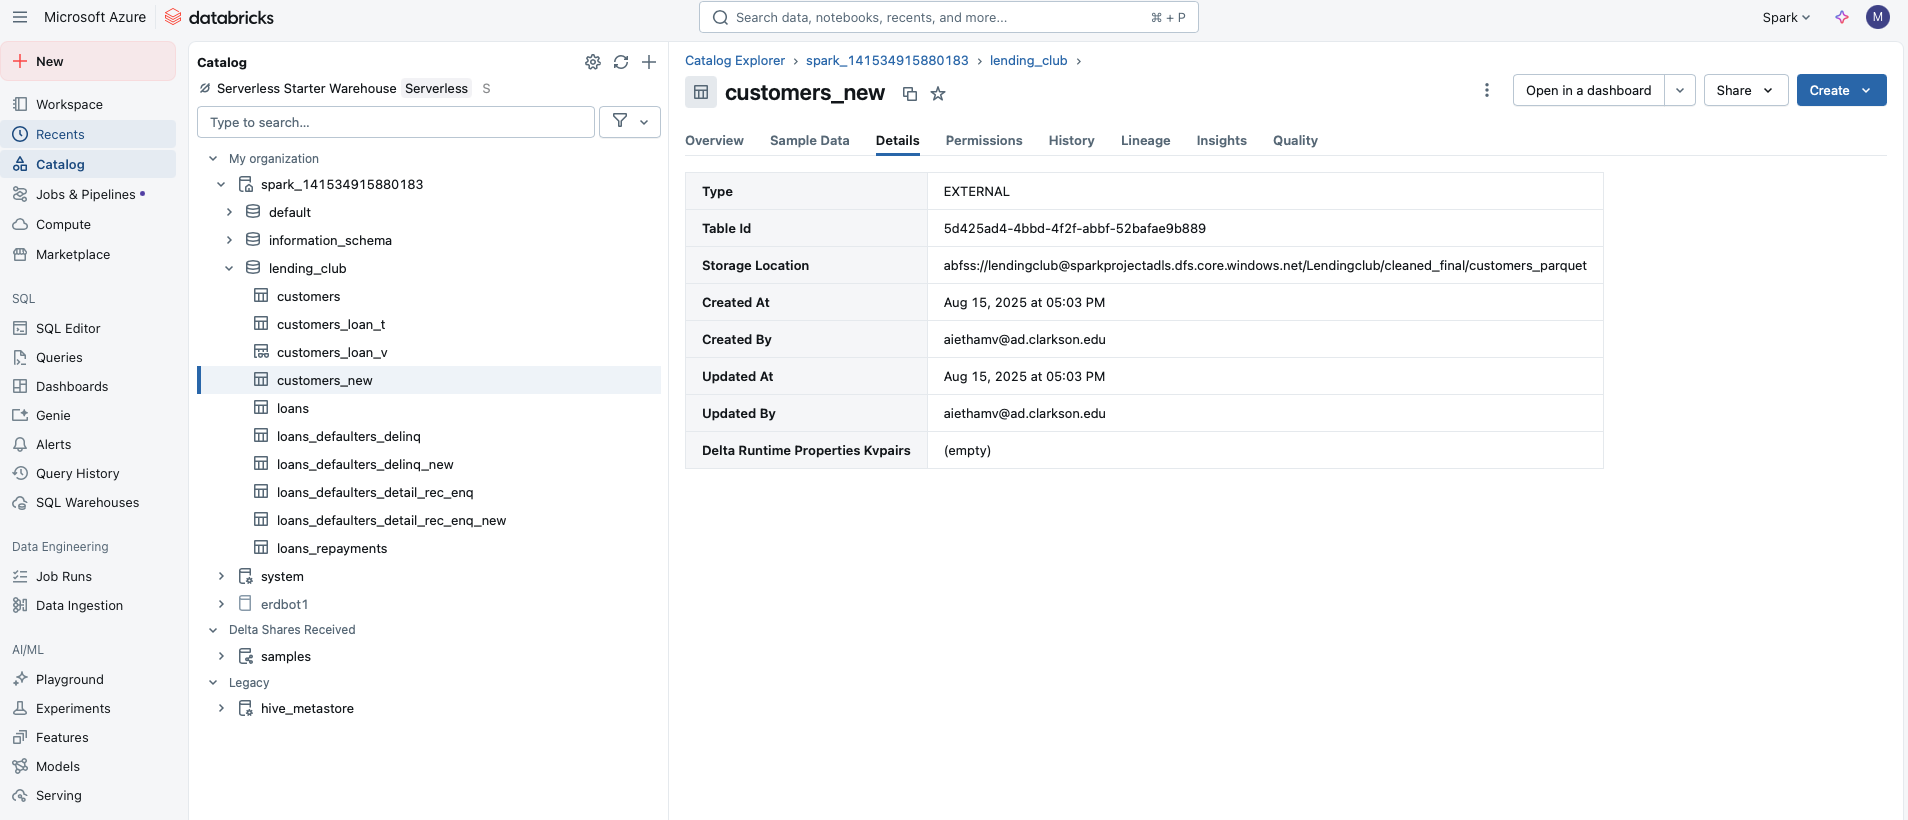 Microsoft Azure
databricks
Search data, notebooks, recents, and more...
⌘ + P
Spark
M
New
Workspace
Recents
Catalog
Jobs & Pipelines
Compute
Marketplace
SQL
SQL Editor
Queries
Dashboards
Genie
Alerts
Query History
SQL Warehouses
Data Engineering
Job Runs
Data Ingestion
AI/ML
Playground
Experiments
Features
Models
Serving
Catalog
Serverless Starter Warehouse Serverless S
Type to search...
My organization
spark_141534915880183
default
information_schema
lending_club
customers
customers_loan_t
customers_loan_v
customers_new
loans
loans_defaulters_delinq
loans_defaulters_delinq_new
loans_defaulters_detail_rec_enq
loans_defaulters_detail_rec_enq_new
loans_repayments
system
erdbot1
Delta Shares Received
samples
Legacy
hive_metastore
Catalog Explorer › spark_141534915880183 › lending_club ›
customers_new
Open in a dashboard
Share
Create
Overview Sample Data Details Permissions History Lineage Insights Quality
Type EXTERNAL
Table Id 5d425ad4-4bbd-4f2f-abbf-52bafae9b889
Storage Location abfss://lendingclub@sparkprojectadls.dfs.core.windows.net/Lendingclub/cleaned_final/customers_parquet
Created At Aug 15, 2025 at 05:03 PM
Created By aiethamv@ad.clarkson.edu
Updated At Aug 15, 2025 at 05:03 PM
Updated By aiethamv@ad.clarkson.edu
Delta Runtime Properties Kvpairs (empty)